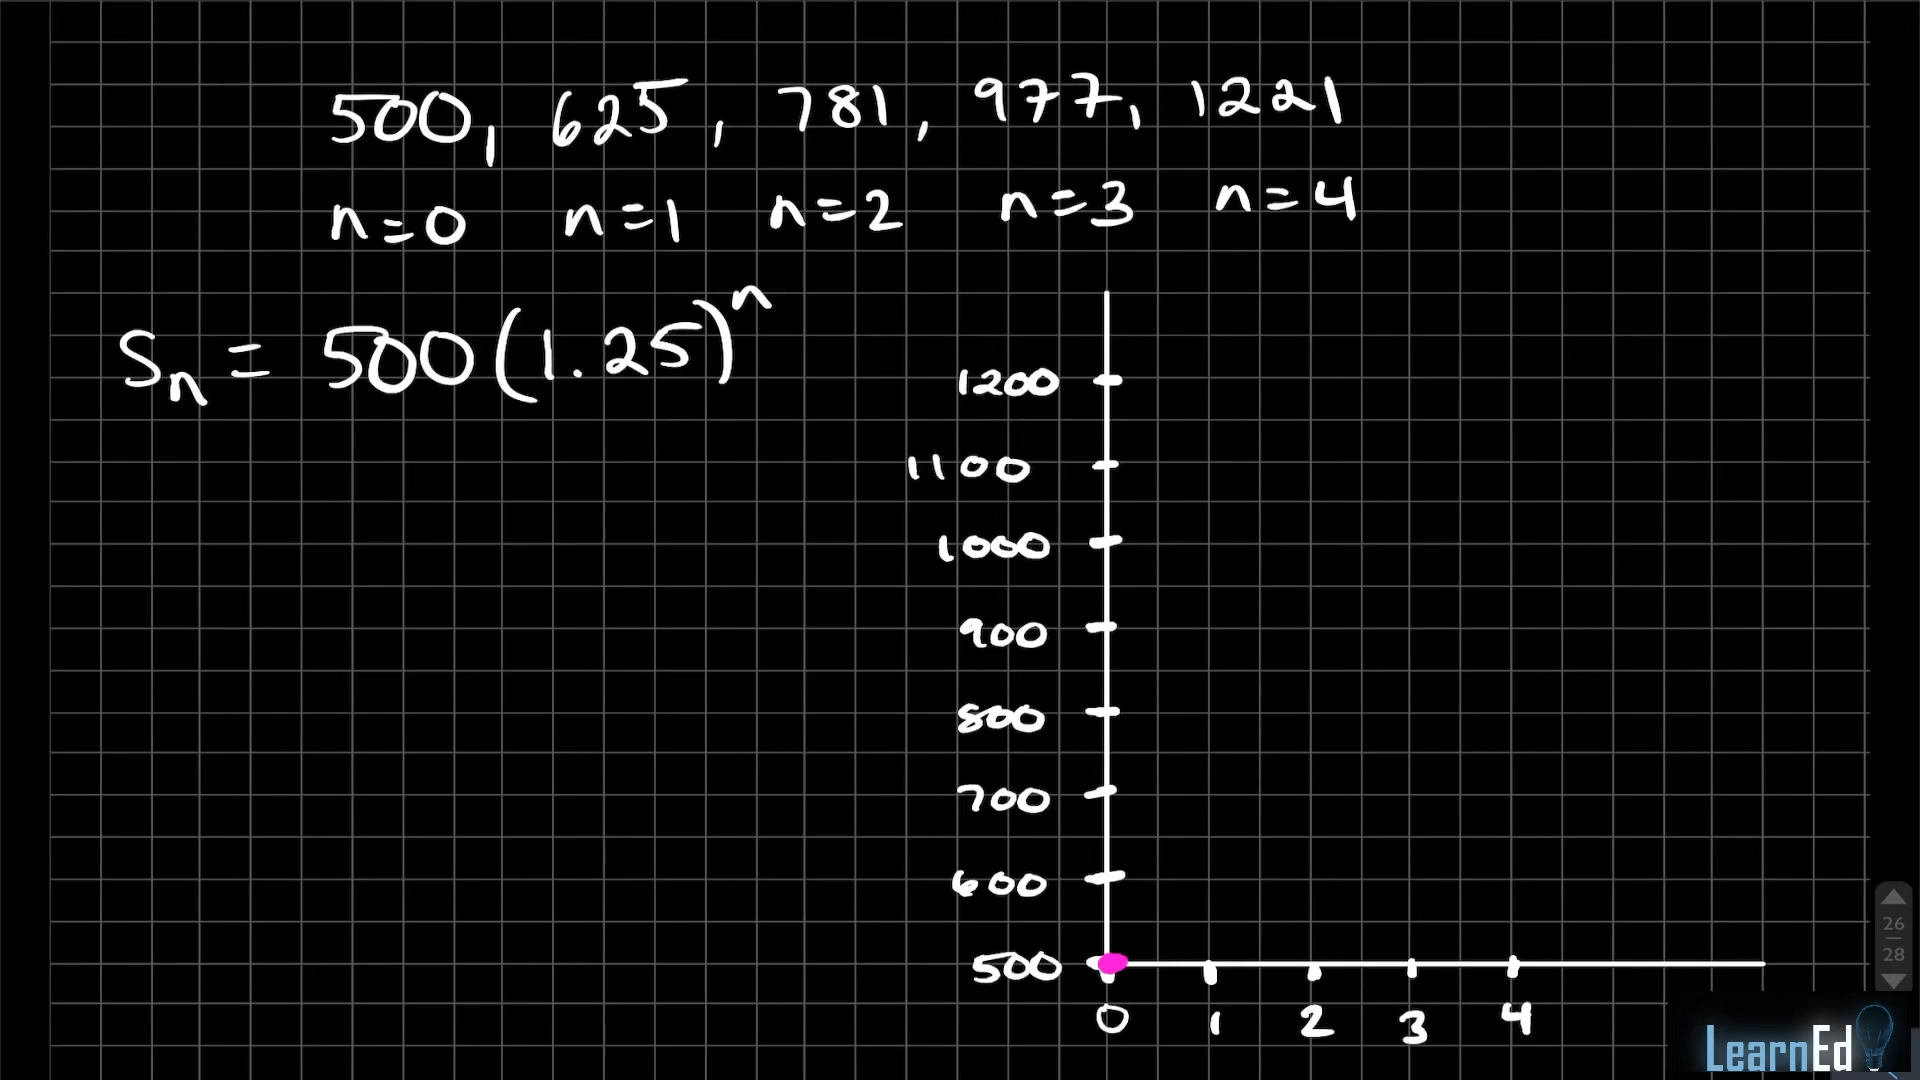 500, 625, 781, 977, 1221
n=0 n=1 n=2 n=3 n=4
Sₙ = 500(1.25)ⁿ
1200
1100
1000
900
800
700
600
500
0 1 2 3 4
26
28
LearnEd